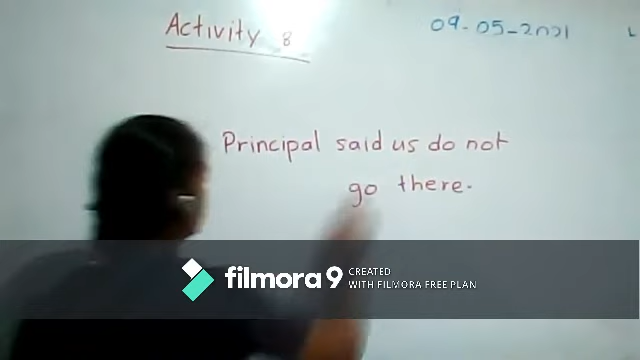 Activity 8
09-05-2021
Principal said us do not
go there.
filmora 9 CREATED
WITH FILMORA FREE PLAN